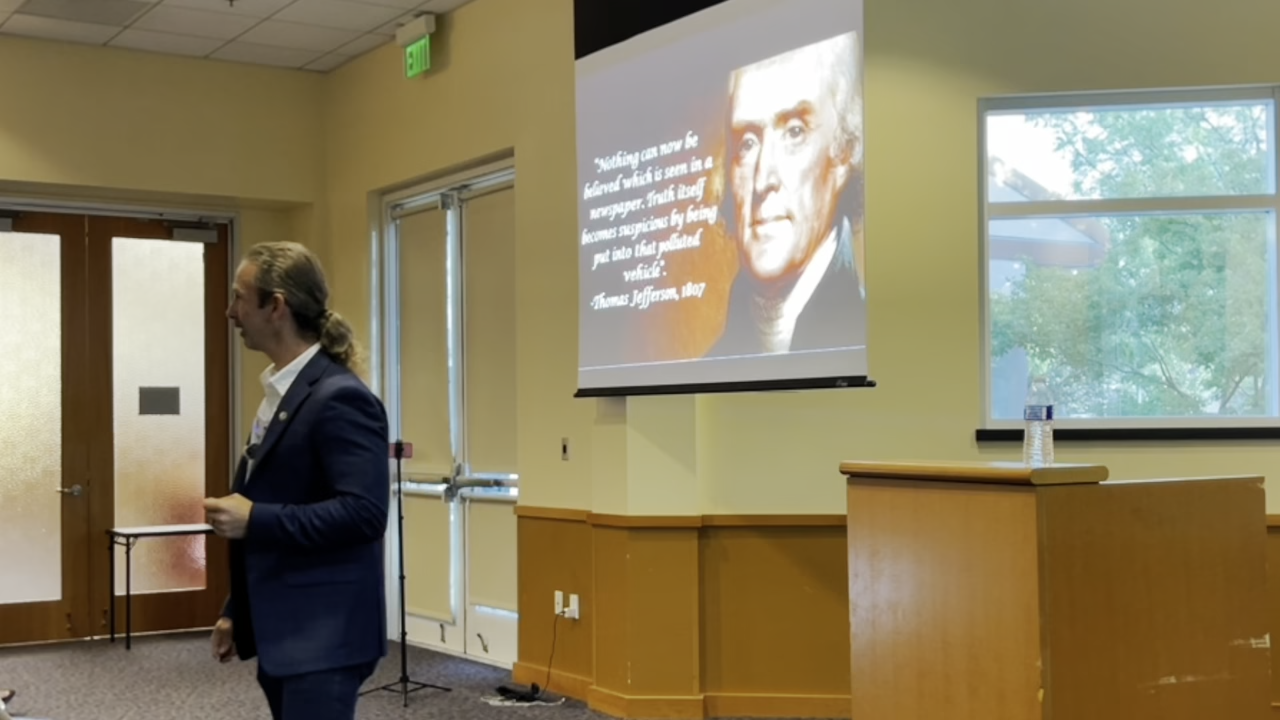 EXIT
"Nothing can now be
believed which is seen in a
newspaper. Truth itself
becomes suspicious by being
put into that polluted
vehicle".
-Thomas Jefferson, 1807